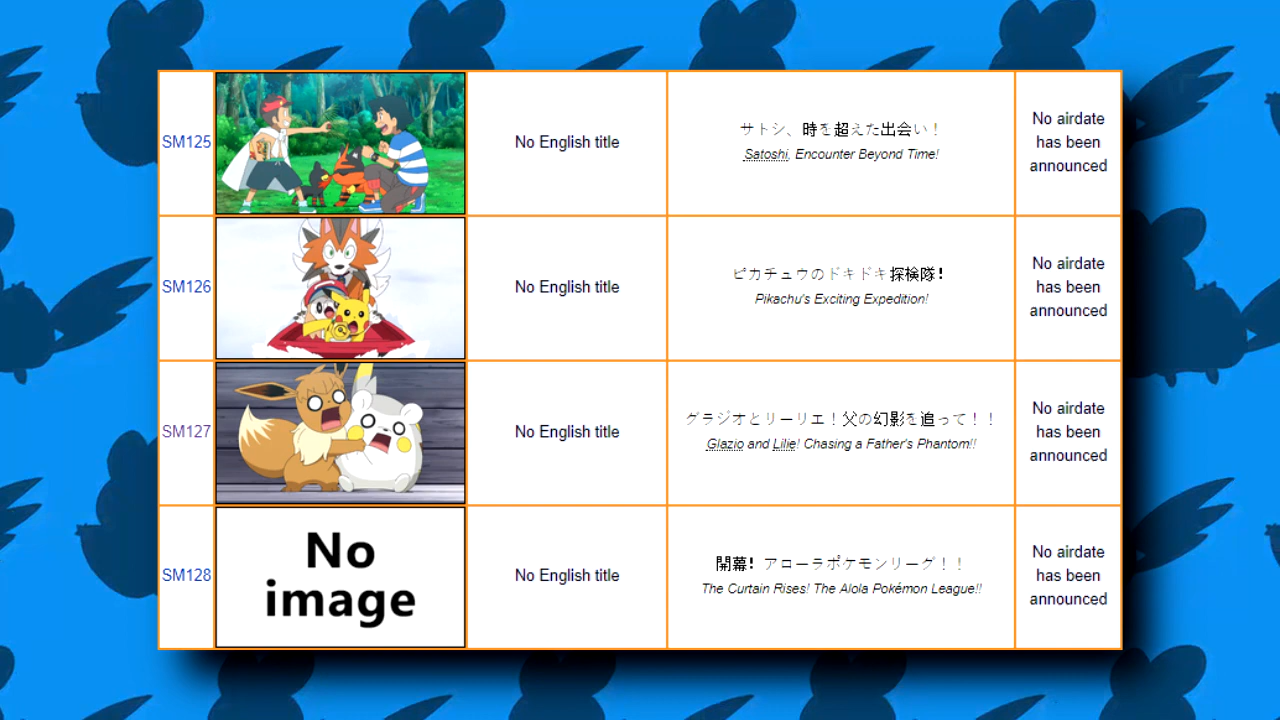 SM125
No English title
サトシ、時を超えた出会い！
Satoshi, Encounter Beyond Time!
No airdate
has been
announced
SM126
No English title
ピカチュウのドキドキ探検隊！
Pikachu's Exciting Expedition!
No airdate
has been
announced
SM127
No English title
グラジオとリーリエ！父の幻影を追って！！
Glazio and Lilie! Chasing a Father's Phantom!!
No airdate
has been
announced
SM128
No
image
No English title
開幕！アローラポケモンリーグ！！
The Curtain Rises! The Alola Pokémon League!!
No airdate
has been
announced